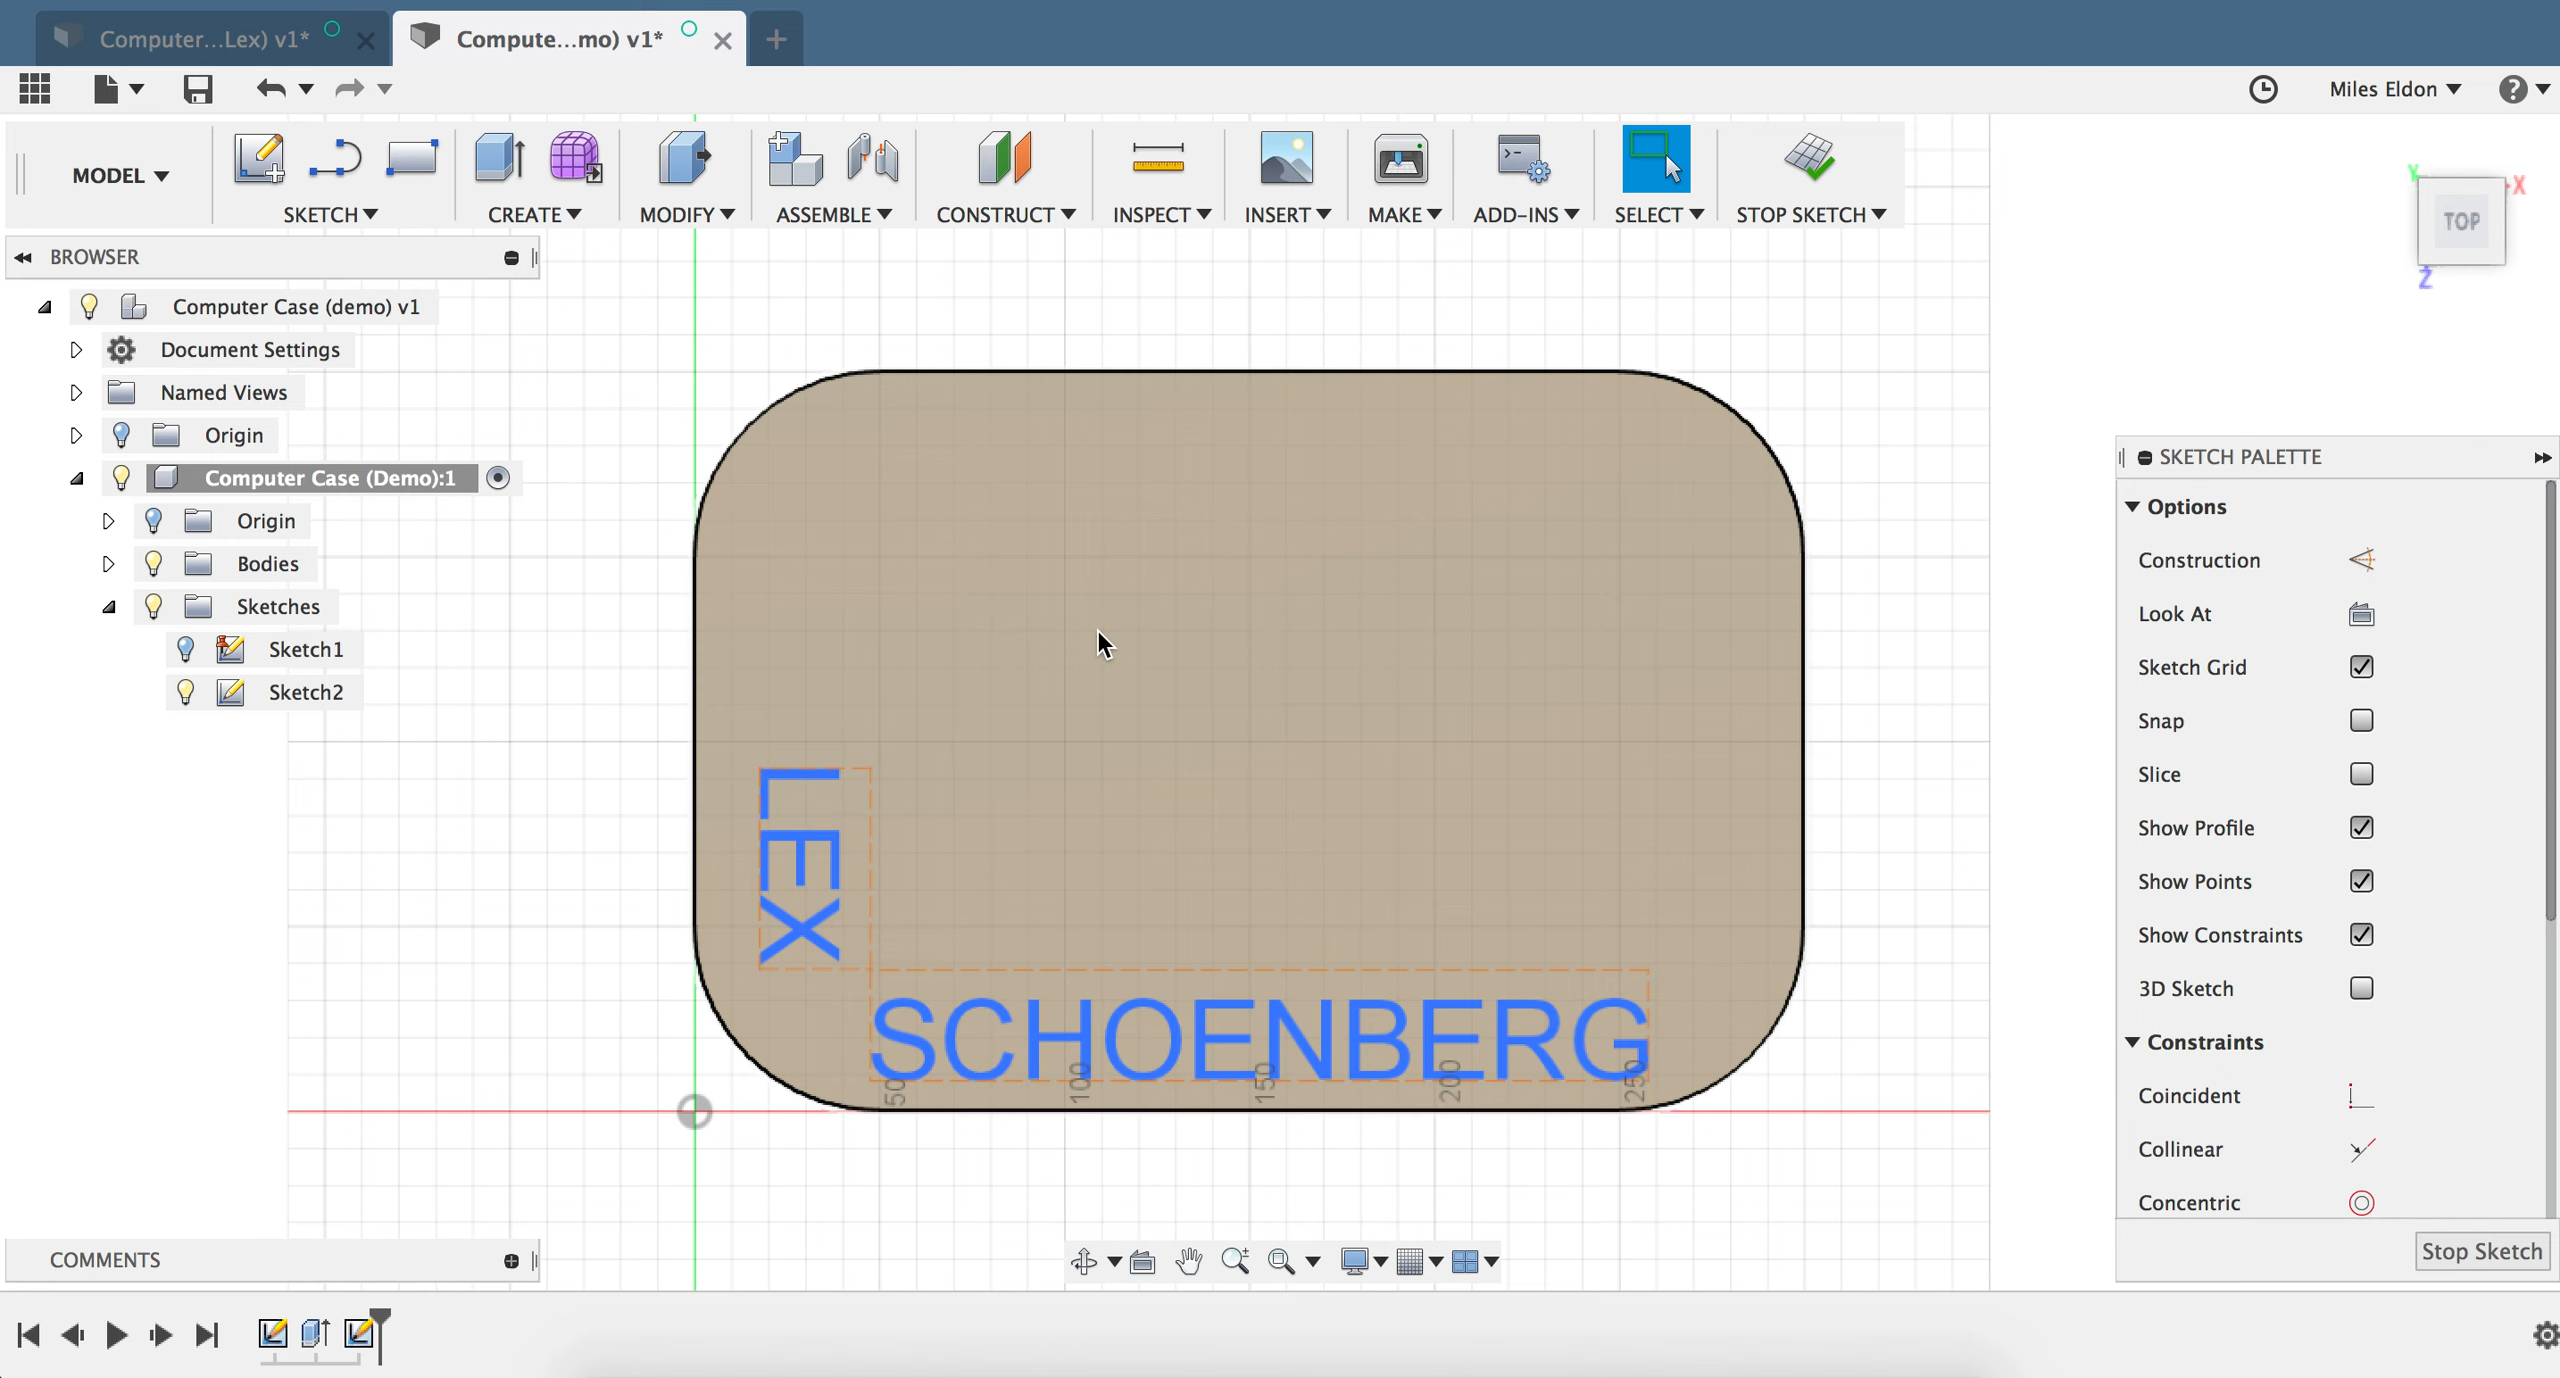 Computer...Lex) v1*
Compute...mo) v1*
Miles Eldon
MODEL
SKETCH
CREATE
MODIFY
ASSEMBLE
CONSTRUCT
INSPECT
INSERT
MAKE
ADD-INS
SELECT
STOP SKETCH
Y
X
TOP
Z
BROWSER
Computer Case (demo) v1
Document Settings
Named Views
Origin
Computer Case (Demo):1
Origin
Bodies
Sketches
Sketch1
Sketch2
LEX
SCHOENBERG
50
100
150
200
250
SKETCH PALETTE
Options
Construction
Look At
Sketch Grid
Snap
Slice
Show Profile
Show Points
Show Constraints
3D Sketch
Constraints
Coincident
Collinear
Concentric
Stop Sketch
COMMENTS